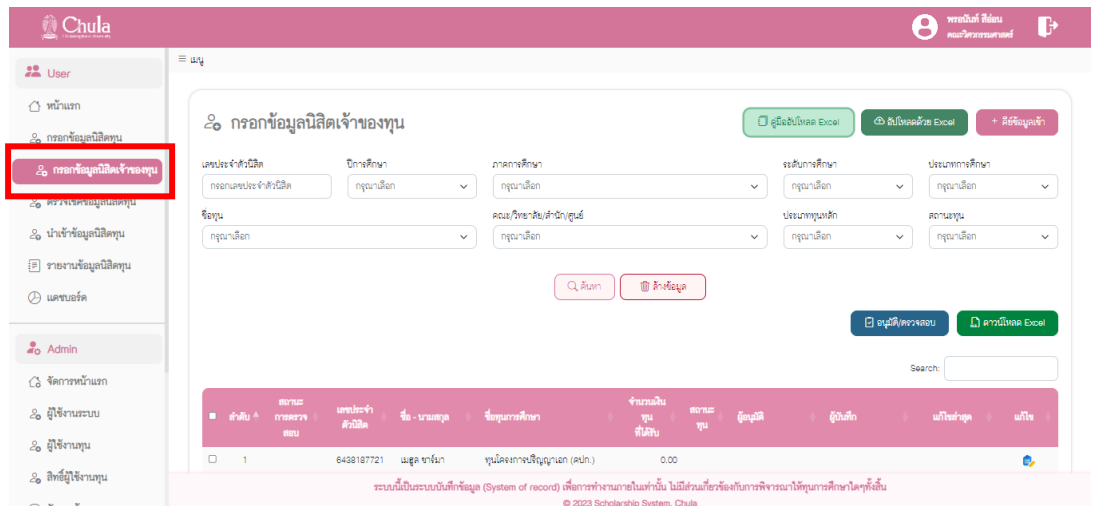 Chula
พรอนันท์ สีอ่อน
คณะวิศวกรรมศาสตร์
User
≡ เมนู
หน้าแรก
กรอกข้อมูลนิสิตทุน
กรอกข้อมูลนิสิตเจ้าของทุน
ตรวจเช็คข้อมูลนิสิตทุน
นำเข้าข้อมูลนิสิตทุน
รายงานข้อมูลนิสิตทุน
แดชบอร์ด
Admin
จัดการหน้าแรก
ผู้ใช้งานระบบ
ผู้ใช้งานทุน
สิทธิ์ผู้ใช้งานทุน
กรอกข้อมูลนิสิตเจ้าของทุน
คู่มืออัปโหลด Excel
อัปโหลดด้วย Excel
+ คีย์ข้อมูลเข้า
เลขประจำตัวนิสิต ปีการศึกษา ภาคการศึกษา ระดับการศึกษา ประเภทการศึกษา
กรอกเลขประจำตัวนิสิต กรุณาเลือก กรุณาเลือก กรุณาเลือก กรุณาเลือก
ชื่อทุน คณะ/วิทยาลัย/สำนัก/ศูนย์ ประเภททุนหลัก สถานะทุน
กรุณาเลือก กรุณาเลือก กรุณาเลือก กรุณาเลือก
ค้นหา ล้างข้อมูล
อนุมัติ/ตรวจสอบ ดาวน์โหลด Excel
Search:
ลำดับ สถานะการตรวจสอบ เลขประจำตัวนิสิต ชื่อ - นามสกุล ชื่อทุนการศึกษา จำนวนเงินทุนที่ได้รับ สถานะทุน ผู้อนุมัติ ผู้บันทึก แก้ไขล่าสุด แก้ไข
1 6438187721 เมฮูล ชาร์มา ทุนโครงการปริญญาเอก (คปก.) 0.00
ระบบนี้เป็นระบบบันทึกข้อมูล (System of record) เพื่อการทำงานภายในเท่านั้น ไม่มีส่วนเกี่ยวข้องกับการพิจารณาให้ทุนการศึกษาใดๆทั้งสิ้น
© 2023 Scholarship System, Chula